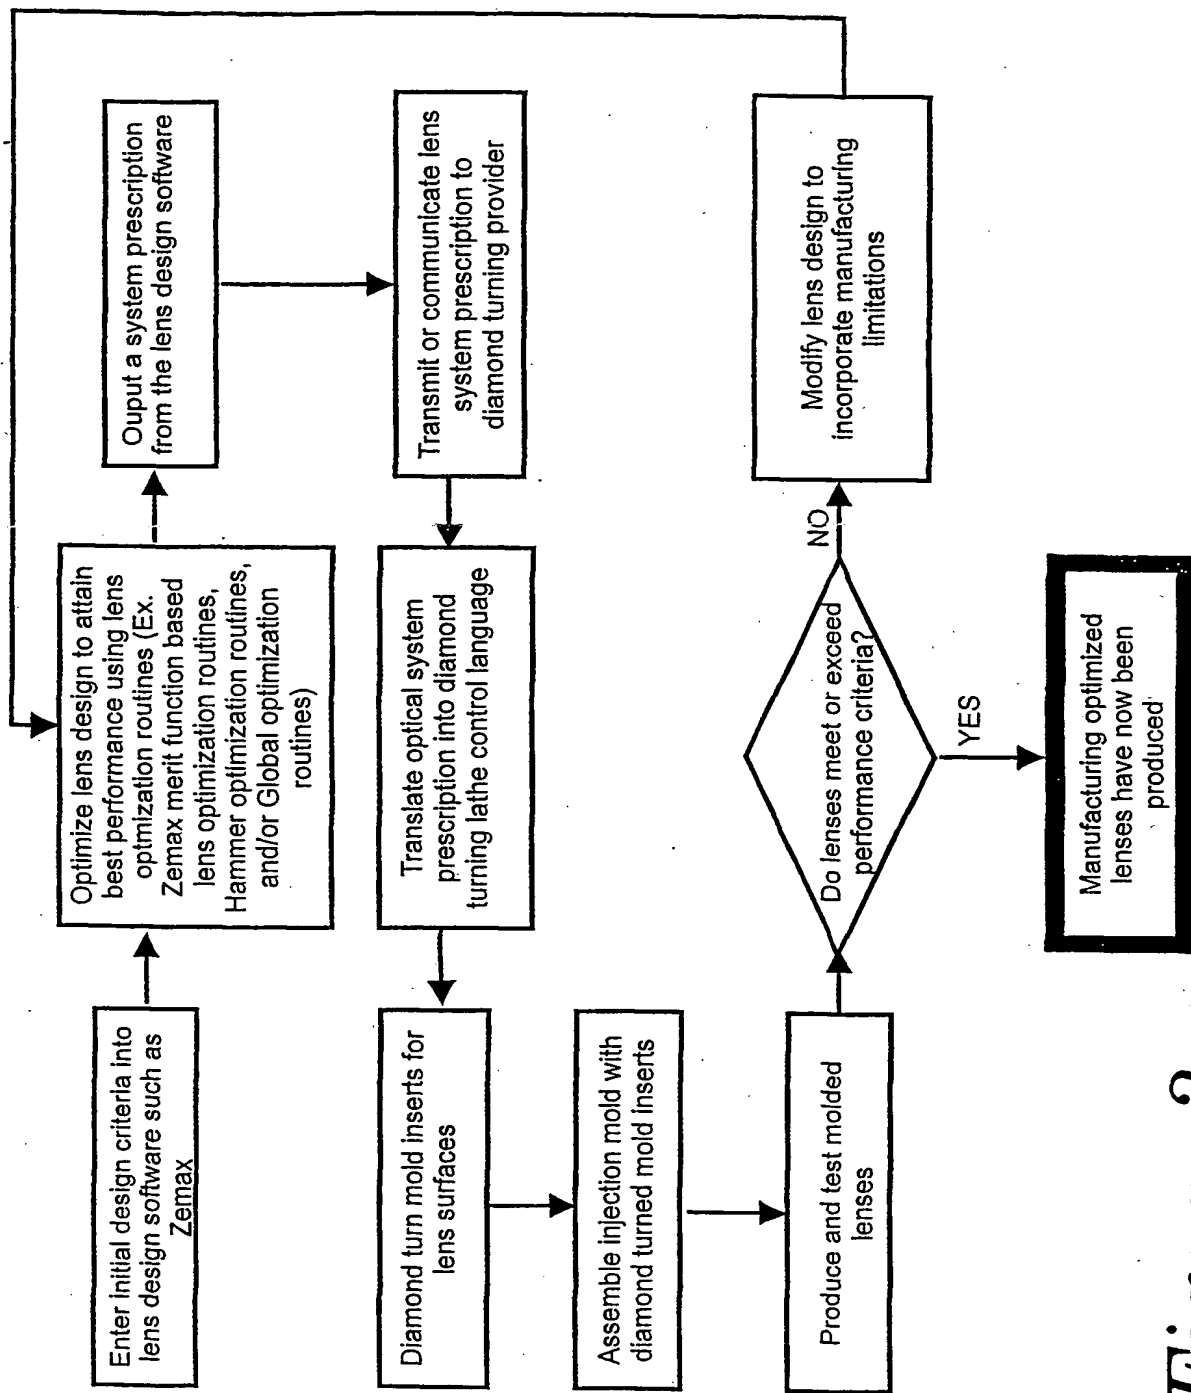 Enter Initial design criteria into
lens design software such as
Zemax
Optimize lens design to attain
best performance using lens
optmization routines (Ex.
Zemax merit function based
lens optimization routines,
Hammer optimization routines,
and/or Global optimization
routines)
Ouput a system prescription
from the lens design software
Transmit or communicate lens
system prescription to
diamond turning provider
Translate optical system
prescription into diamond
turning lathe control language
Diamond turn mold inserts for
lens surfaces
Assemble injection mold with
diamond turned mold inserts
Produce and test molded
lenses
Do lenses meet or exceed
performance criteria?
NO
Modify lens design to
incorporate manufacturing
limitations
YES
Manufacturing optimized
lenses have now been
produced